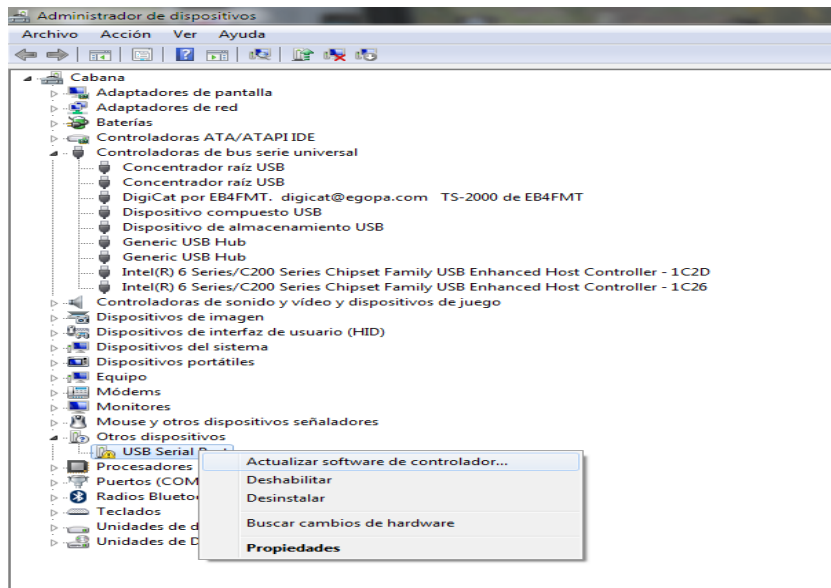 Administrador de dispositivos
Archivo Acción Ver Ayuda
Cabana
Adaptadores de pantalla
Adaptadores de red
Baterías
Controladoras ATA/ATAPI IDE
Controladoras de bus serie universal
Concentrador raíz USB
Concentrador raíz USB
DigiCat por EB4FMT. digicat@egopa.com TS-2000 de EB4FMT
Dispositivo compuesto USB
Dispositivo de almacenamiento USB
Generic USB Hub
Generic USB Hub
Intel(R) 6 Series/C200 Series Chipset Family USB Enhanced Host Controller - 1C2D
Intel(R) 6 Series/C200 Series Chipset Family USB Enhanced Host Controller - 1C26
Controladoras de sonido y vídeo y dispositivos de juego
Dispositivos de imagen
Dispositivos de interfaz de usuario (HID)
Dispositivos del sistema
Dispositivos portátiles
Equipo
Módems
Monitores
Mouse y otros dispositivos señaladores
Otros dispositivos
USB Serial
Procesadores
Puertos (COM
Radios Blueto
Teclados
Unidades de d
Unidades de D
Actualizar software de controlador...
Deshabilitar
Desinstalar
Buscar cambios de hardware
Propiedades